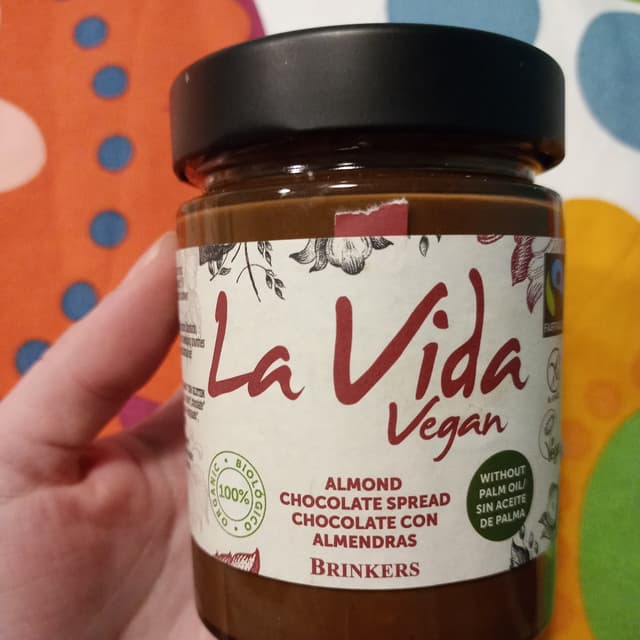 La Vida
Vegan
ORGANIC • BIOLÓGICO •
100%
ALMOND
CHOCOLATE SPREAD
CHOCOLATE CON
ALMENDRAS
BRINKERS
WITHOUT
PALM OIL/
SIN ACEITE
DE PALMA